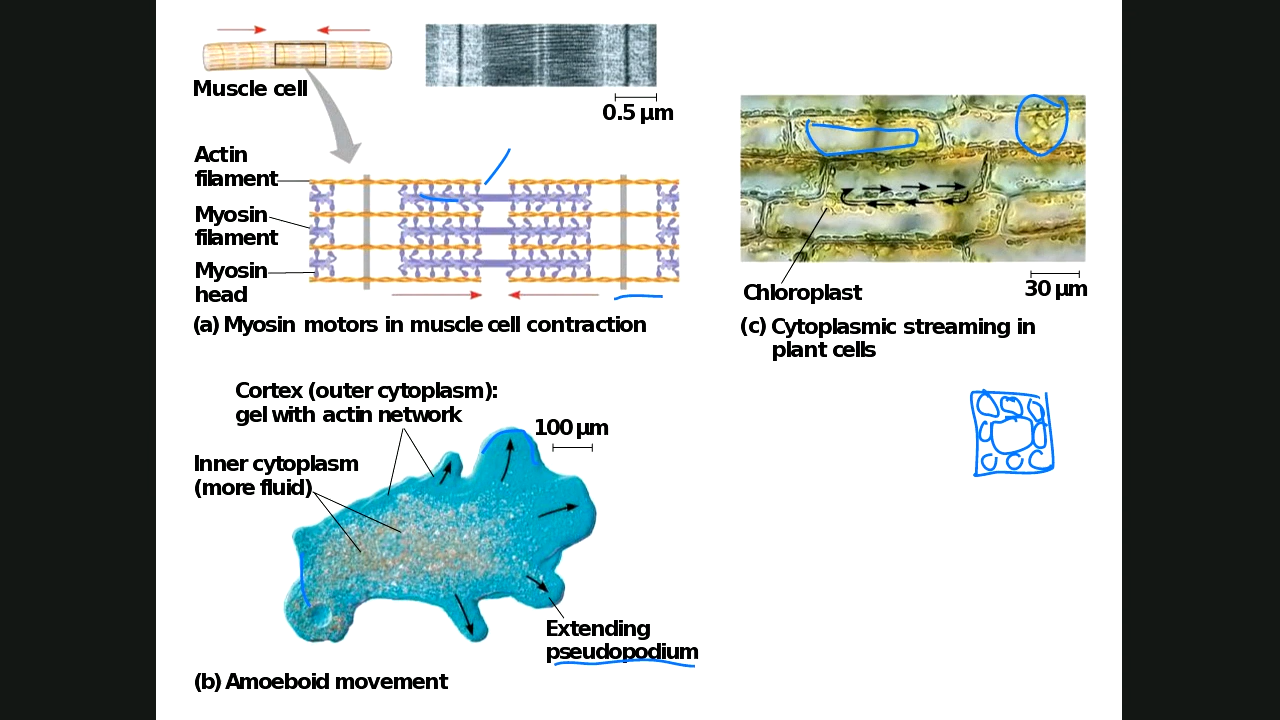 Muscle cell
0.5 µm
Actin
filament
Myosin
filament
Myosin
head
(a) Myosin motors in muscle cell contraction
Chloroplast
30 µm
(c) Cytoplasmic streaming in
plant cells
Cortex (outer cytoplasm):
gel with actin network
100 µm
Inner cytoplasm
(more fluid)
Extending
pseudopodium
(b) Amoeboid movement